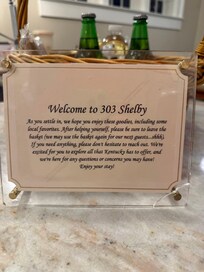 Welcome to 303 Shelby
As you settle in, we hope you enjoy these goodies, including some
local favorites. After helping yourself, please be sure to leave the
basket (we may use the basket again for our next guests...shhh).
If you need anything, please don't hesitate to reach out. We're
excited for you to explore all that Kentucky has to offer, and
we're here for any questions or concerns you may have!
Enjoy your stay!